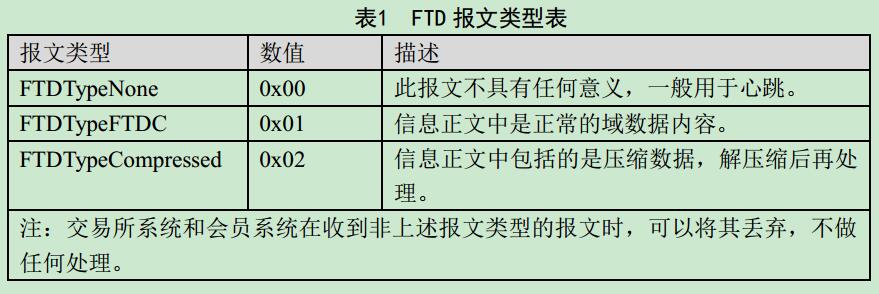 表1 FTD 报文类型表
报文类型 数值 描述
FTDTypeNone 0x00 此报文不具有任何意义，一般用于心跳。
FTDTypeFTDC 0x01 信息正文中是正常的域数据内容。
FTDTypeCompressed 0x02 信息正文中包括的是压缩数据，解压缩后再处
理。
注：交易所系统和会员系统在收到非上述报文类型的报文时，可以将其丢弃，不做
任何处理。